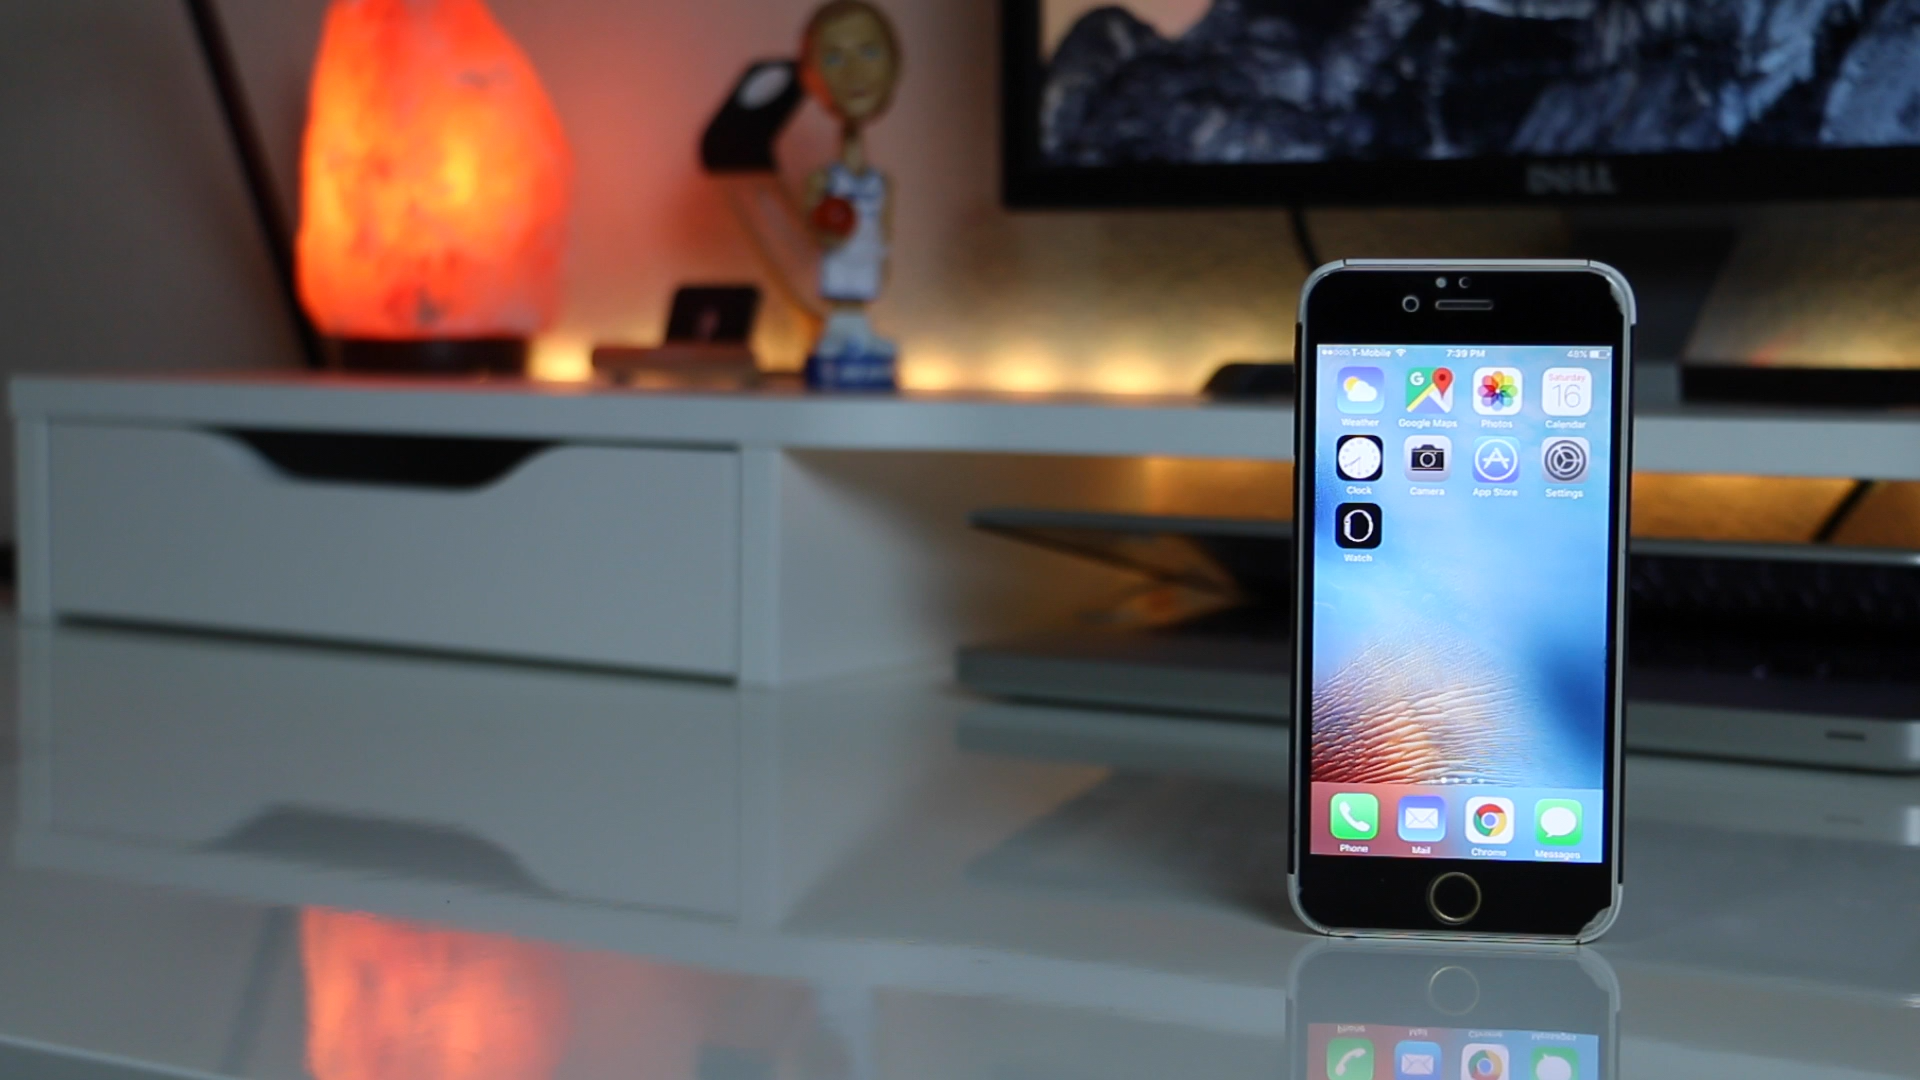 DELL
T-Mobile 7:39 PM 48%
G
Saturday
16
Weather Google Maps Photos Calendar
Clock Camera App Store Settings
Watch
Phone Mail Chrome Messages